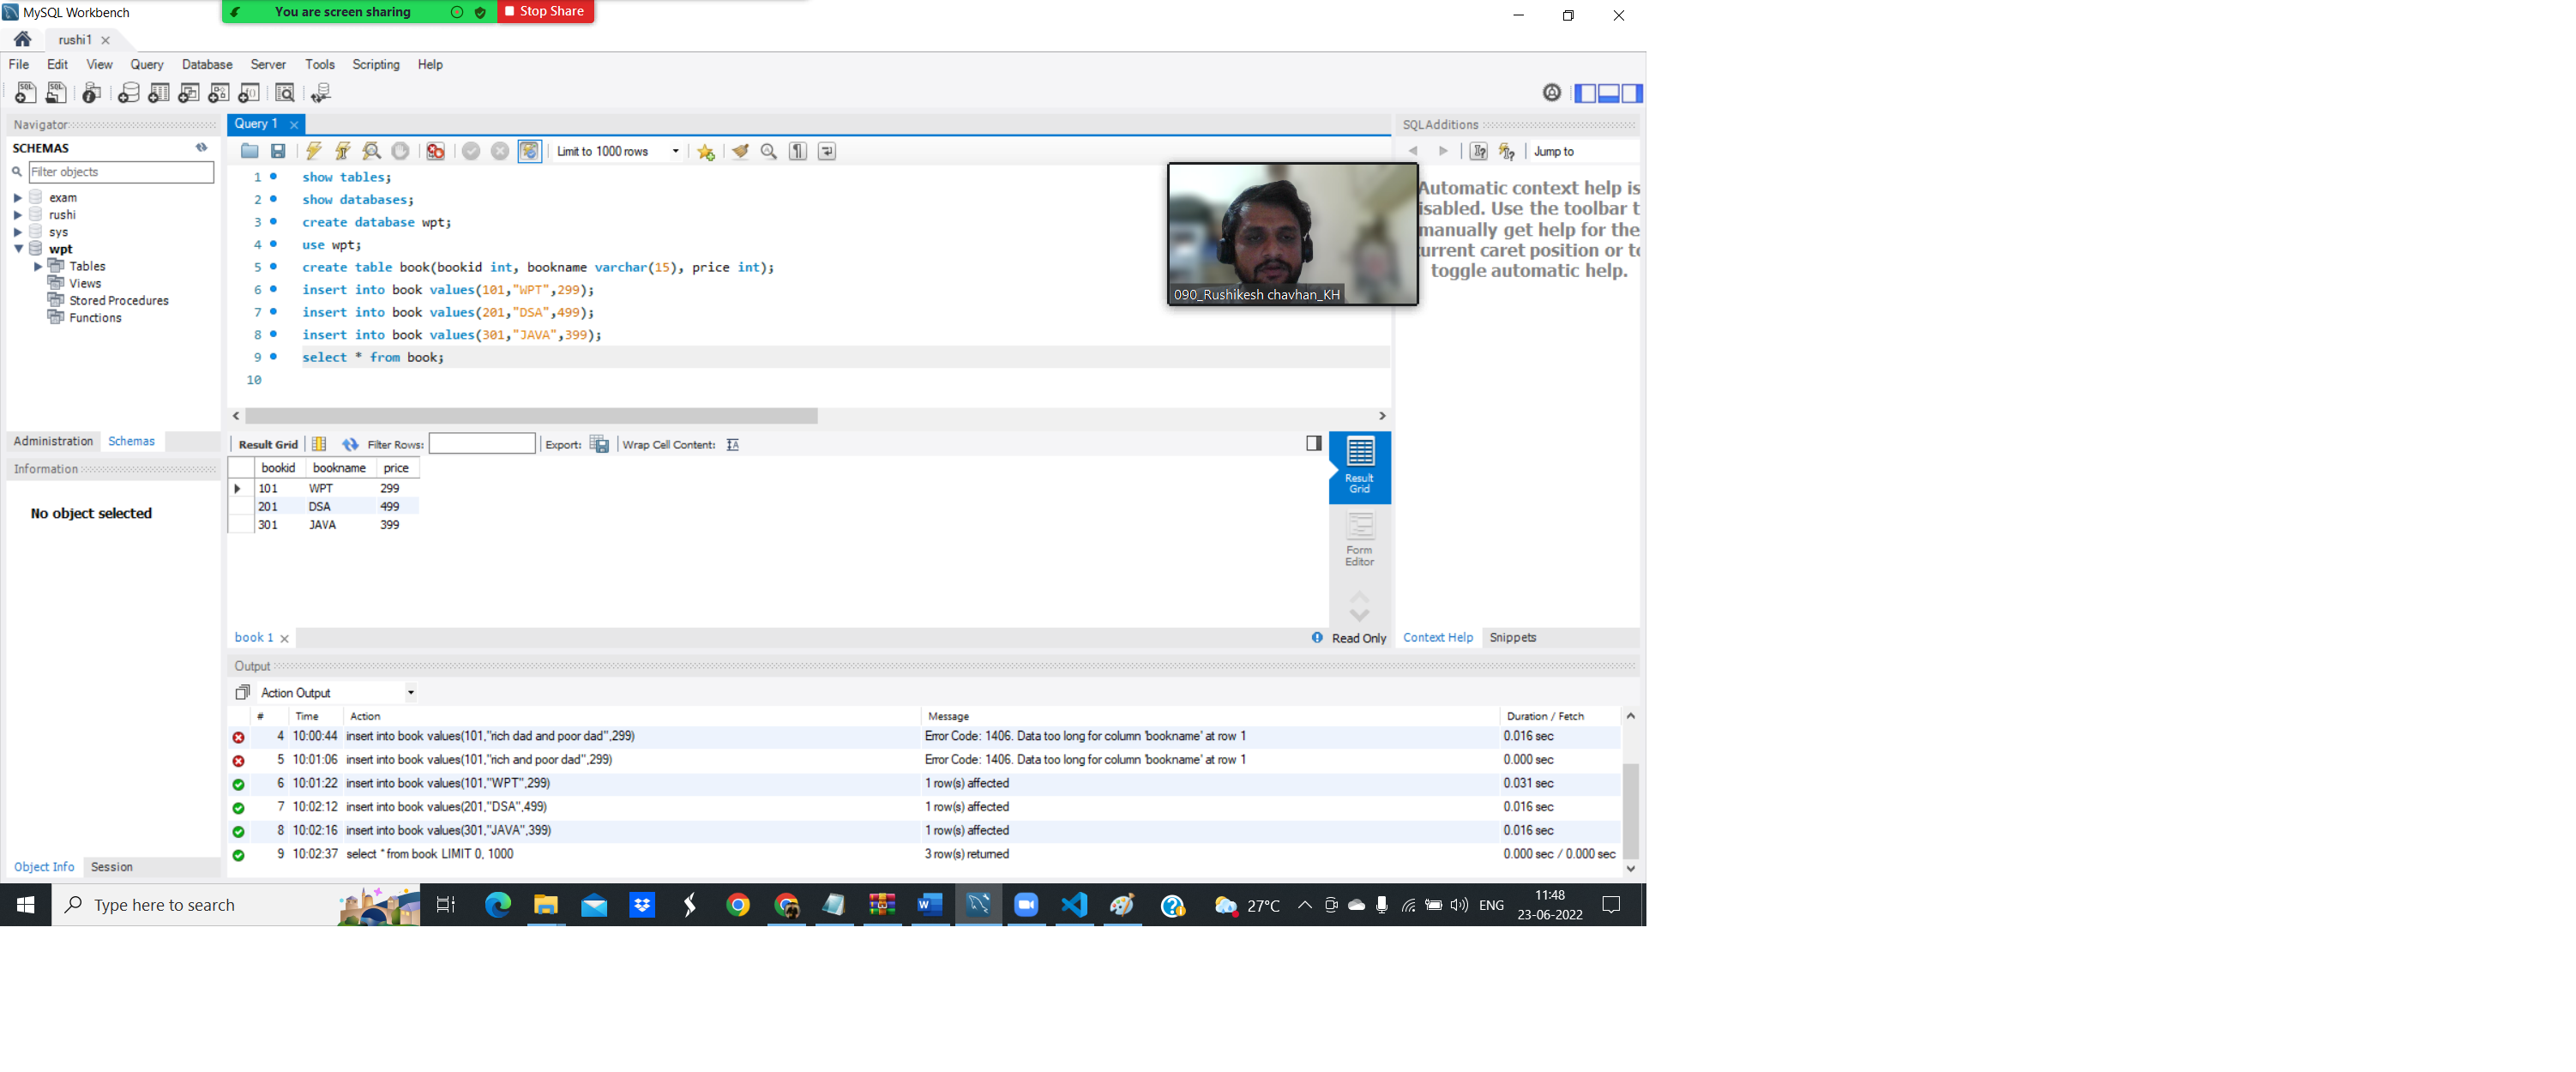 MySQL Workbench
You are screen sharing
Stop Share
rushi1
File Edit View Query Database Server Tools Scripting Help
Navigator
SCHEMAS
Filter objects
exam
rushi
sys
wpt
Tables
Views
Stored Procedures
Functions
Administration Schemas
Information
No object selected
Object Info Session
Query 1
Limit to 1000 rows
1 show tables;
2 show databases;
3 create database wpt;
4 use wpt;
5 create table book(bookid int, bookname varchar(15), price int);
6 insert into book values(101,"WPT",299);
7 insert into book values(201,"DSA",499);
8 insert into book values(301,"JAVA",399);
9 select * from book;
10
090_Rushikesh chavhan_KH
SQLAdditions
Jump to
Automatic context help is
isabled. Use the toolbar t
manually get help for the
urrent caret position or to
toggle automatic help.
Result Grid Filter Rows: Export: Wrap Cell Content:
bookid bookname price
101 WPT 299
201 DSA 499
301 JAVA 399
Result
Grid
Form
Editor
book 1
Read Only
Context Help Snippets
Output
Action Output
# Time Action Message Duration / Fetch
4 10:00:44 insert into book values(101,"rich dad and poor dad",299) Error Code: 1406. Data too long for column 'bookname' at row 1 0.016 sec
5 10:01:06 insert into book values(101,"rich and poor dad",299) Error Code: 1406. Data too long for column 'bookname' at row 1 0.000 sec
6 10:01:22 insert into book values(101,"WPT",299) 1 row(s) affected 0.031 sec
7 10:02:12 insert into book values(201,"DSA",499) 1 row(s) affected 0.016 sec
8 10:02:16 insert into book values(301,"JAVA",399) 1 row(s) affected 0.016 sec
9 10:02:37 select * from book LIMIT 0, 1000 3 row(s) returned 0.000 sec / 0.000 sec
Type here to search
27°C
ENG
11:48
23-06-2022